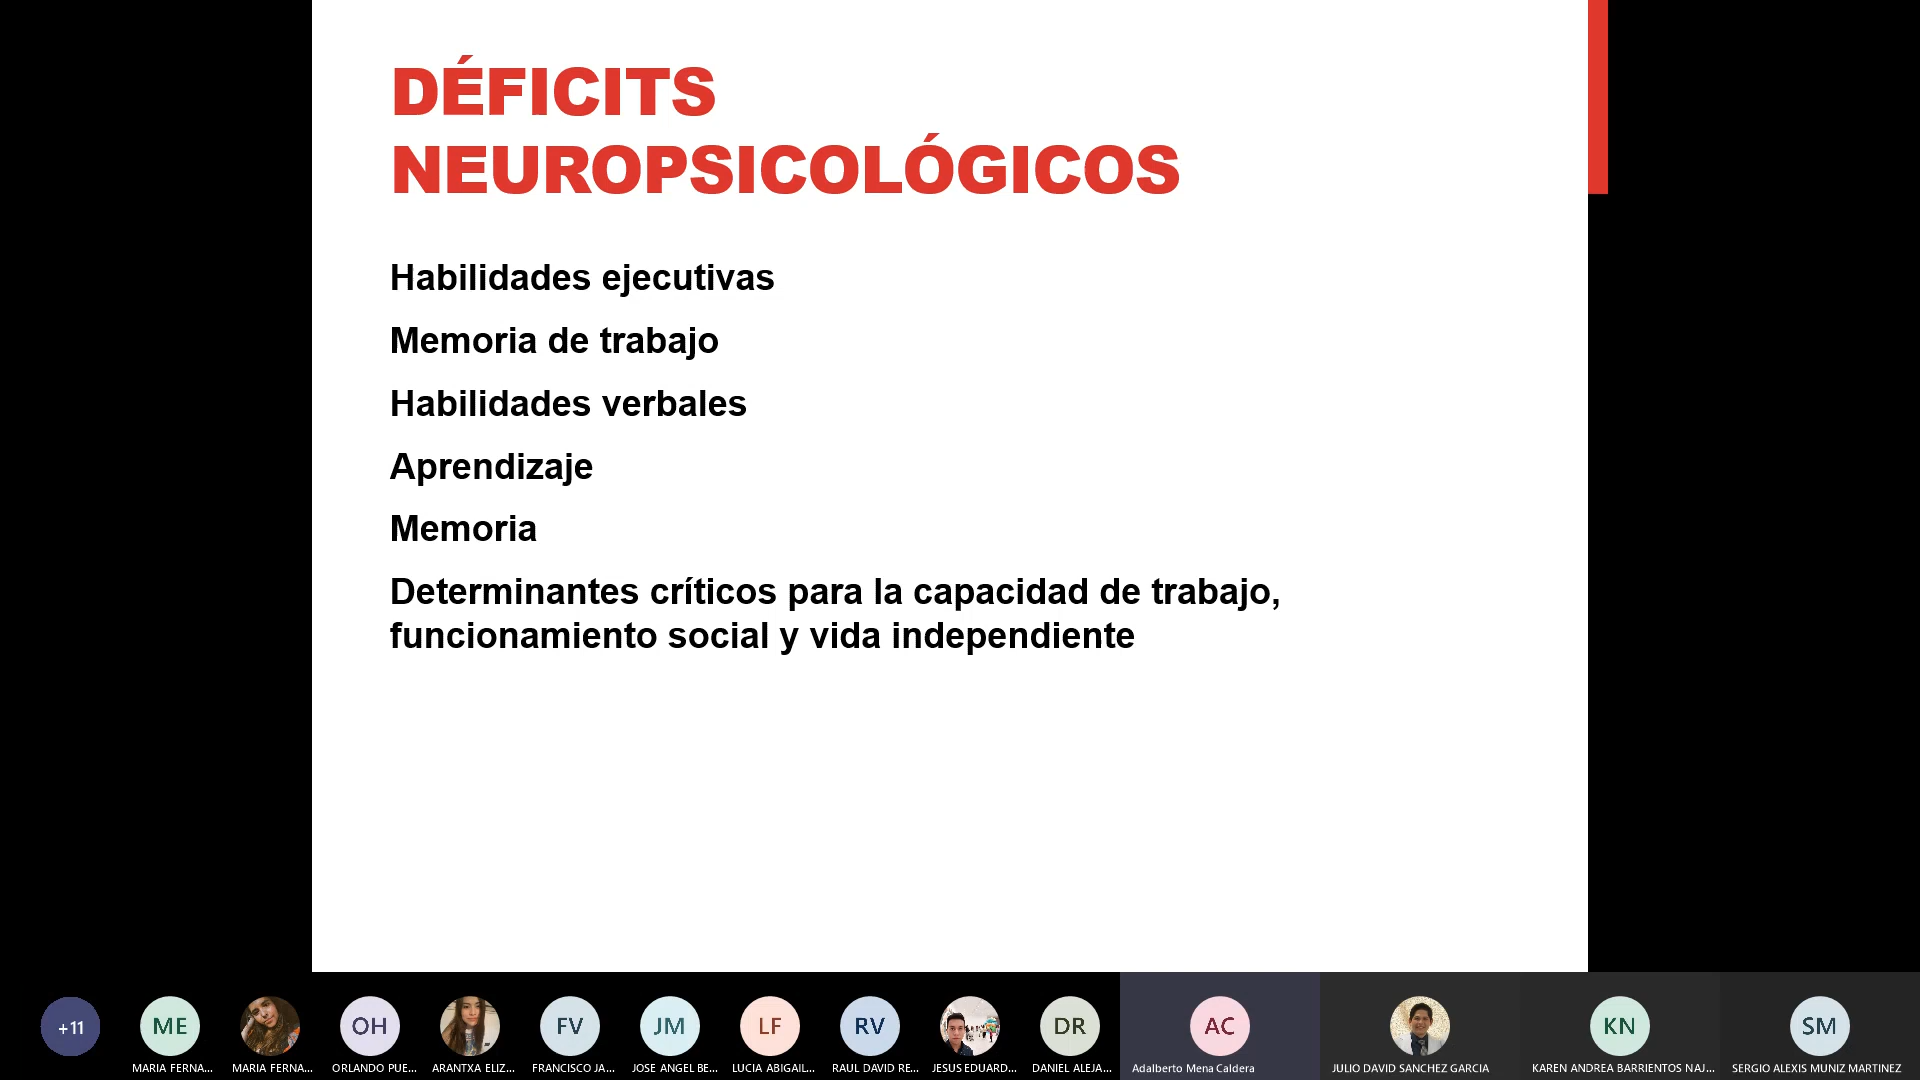 DÉFICITS
NEUROPSICOLÓGICOS
Habilidades ejecutivas
Memoria de trabajo
Habilidades verbales
Aprendizaje
Memoria
Determinantes críticos para la capacidad de trabajo,
funcionamiento social y vida independiente
+11
ME
OH
FV
JM
LF
RV
DR
AC
KN
SM
MARIA FERNA...
MARIA FERNA...
ORLANDO PUE...
ARANTXA ELIZ...
FRANCISCO JA...
JOSE ANGEL BE...
LUCIA ABIGAIL...
RAUL DAVID RE...
JESUS EDUARD...
DANIEL ALEJA...
Adalberto Mena Caldera
JULIO DAVID SANCHEZ GARCIA
KAREN ANDREA BARRIENTOS NAJ...
SERGIO ALEXIS MUNIZ MARTINEZ